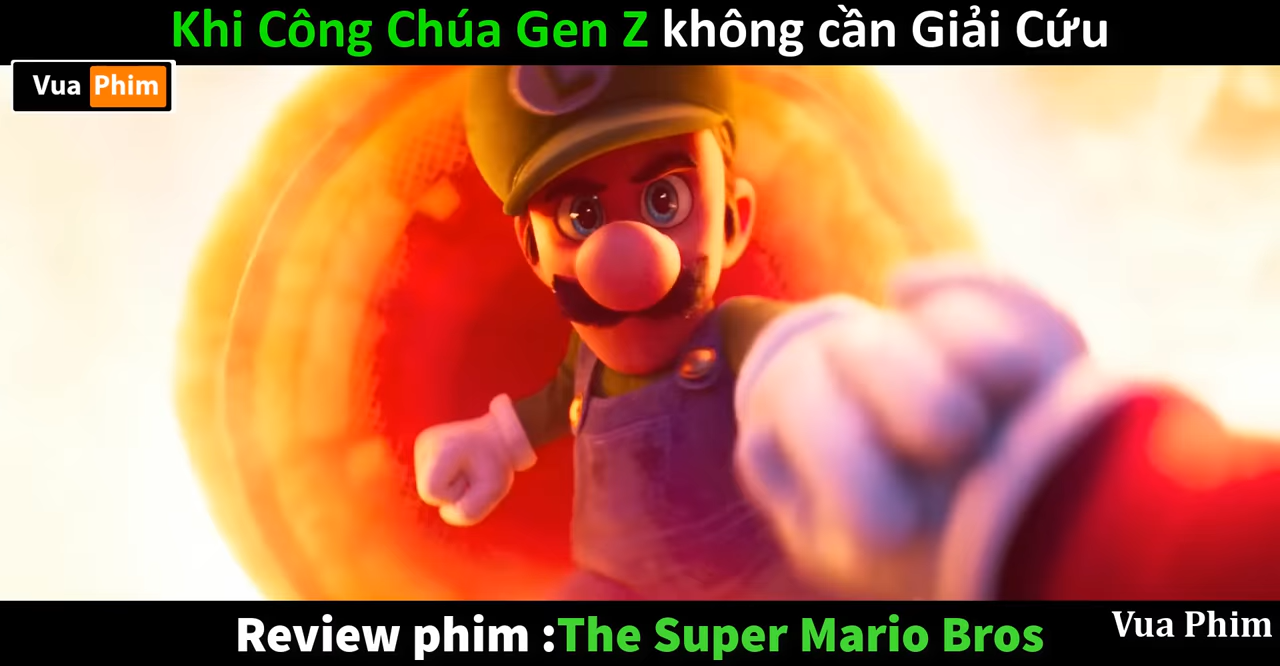 Khi Công Chúa Gen Z không cần Giải Cứu
Vua Phim
L
Review phim :The Super Mario Bros
Vua Phim